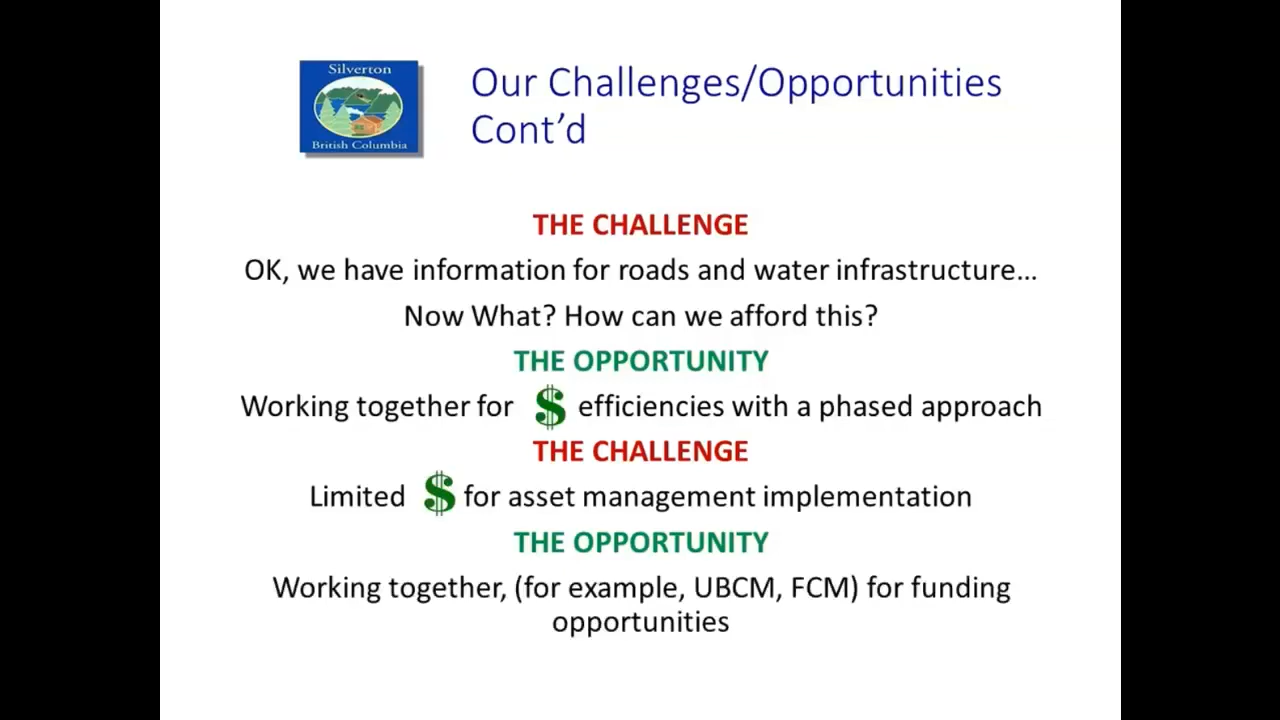 Silverton
British Columbia
Our Challenges/Opportunities
Cont’d
THE CHALLENGE
OK, we have information for roads and water infrastructure…
Now What? How can we afford this?
THE OPPORTUNITY
Working together for $ efficiencies with a phased approach
THE CHALLENGE
Limited $ for asset management implementation
THE OPPORTUNITY
Working together, (for example, UBCM, FCM) for funding
opportunities